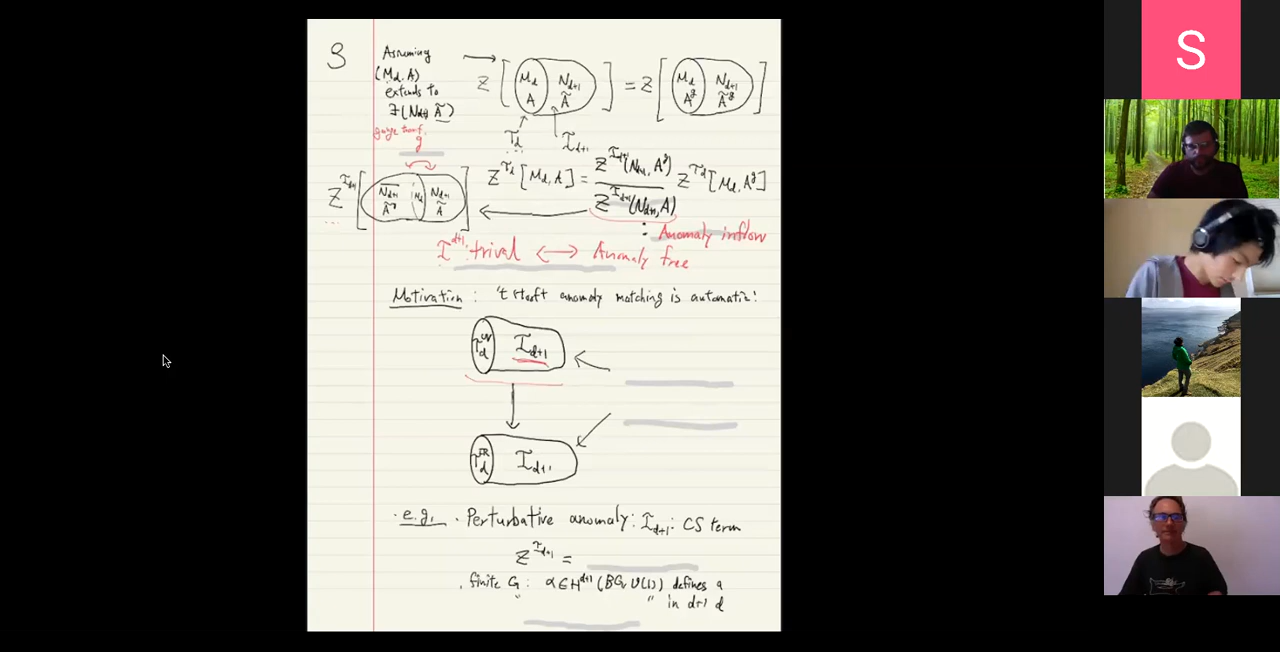 3
Assuming
(M_d, A)
extends to
∃(N_{d+1}, Ã)
gauge transf.
g
→ Z [ M_d A N_{d+1} Ã ] = Z [ M_d A^g N_{d+1} Ã^g ]
T_d I_{d+1}
Z^{T_d}[M_d, A] = Z^{I_{d+1}}(N_{d+1}, A^g) / Z^{I_{d+1}}(N_{d+1}, A) Z^{T_d}[M_d, A^g]
Z^{I_{d+1}} [ N_{d+1} N_{d+1} Ã ]
: Anomaly inflow
I^{d+1}: trival ⟷ Anomaly free
Motivation : 't Hooft anomaly matching is automatic!
T_d^{UV} I_{d+1}
T_d^{IR} I_{d+1}
· e.g. · Perturbative anomaly: I_{d+1}: CS term
Z^{I_{d+1}} =
· finite G : α∈H^{d+1}(BG, U(1)) defines a
" in d+1 d
S